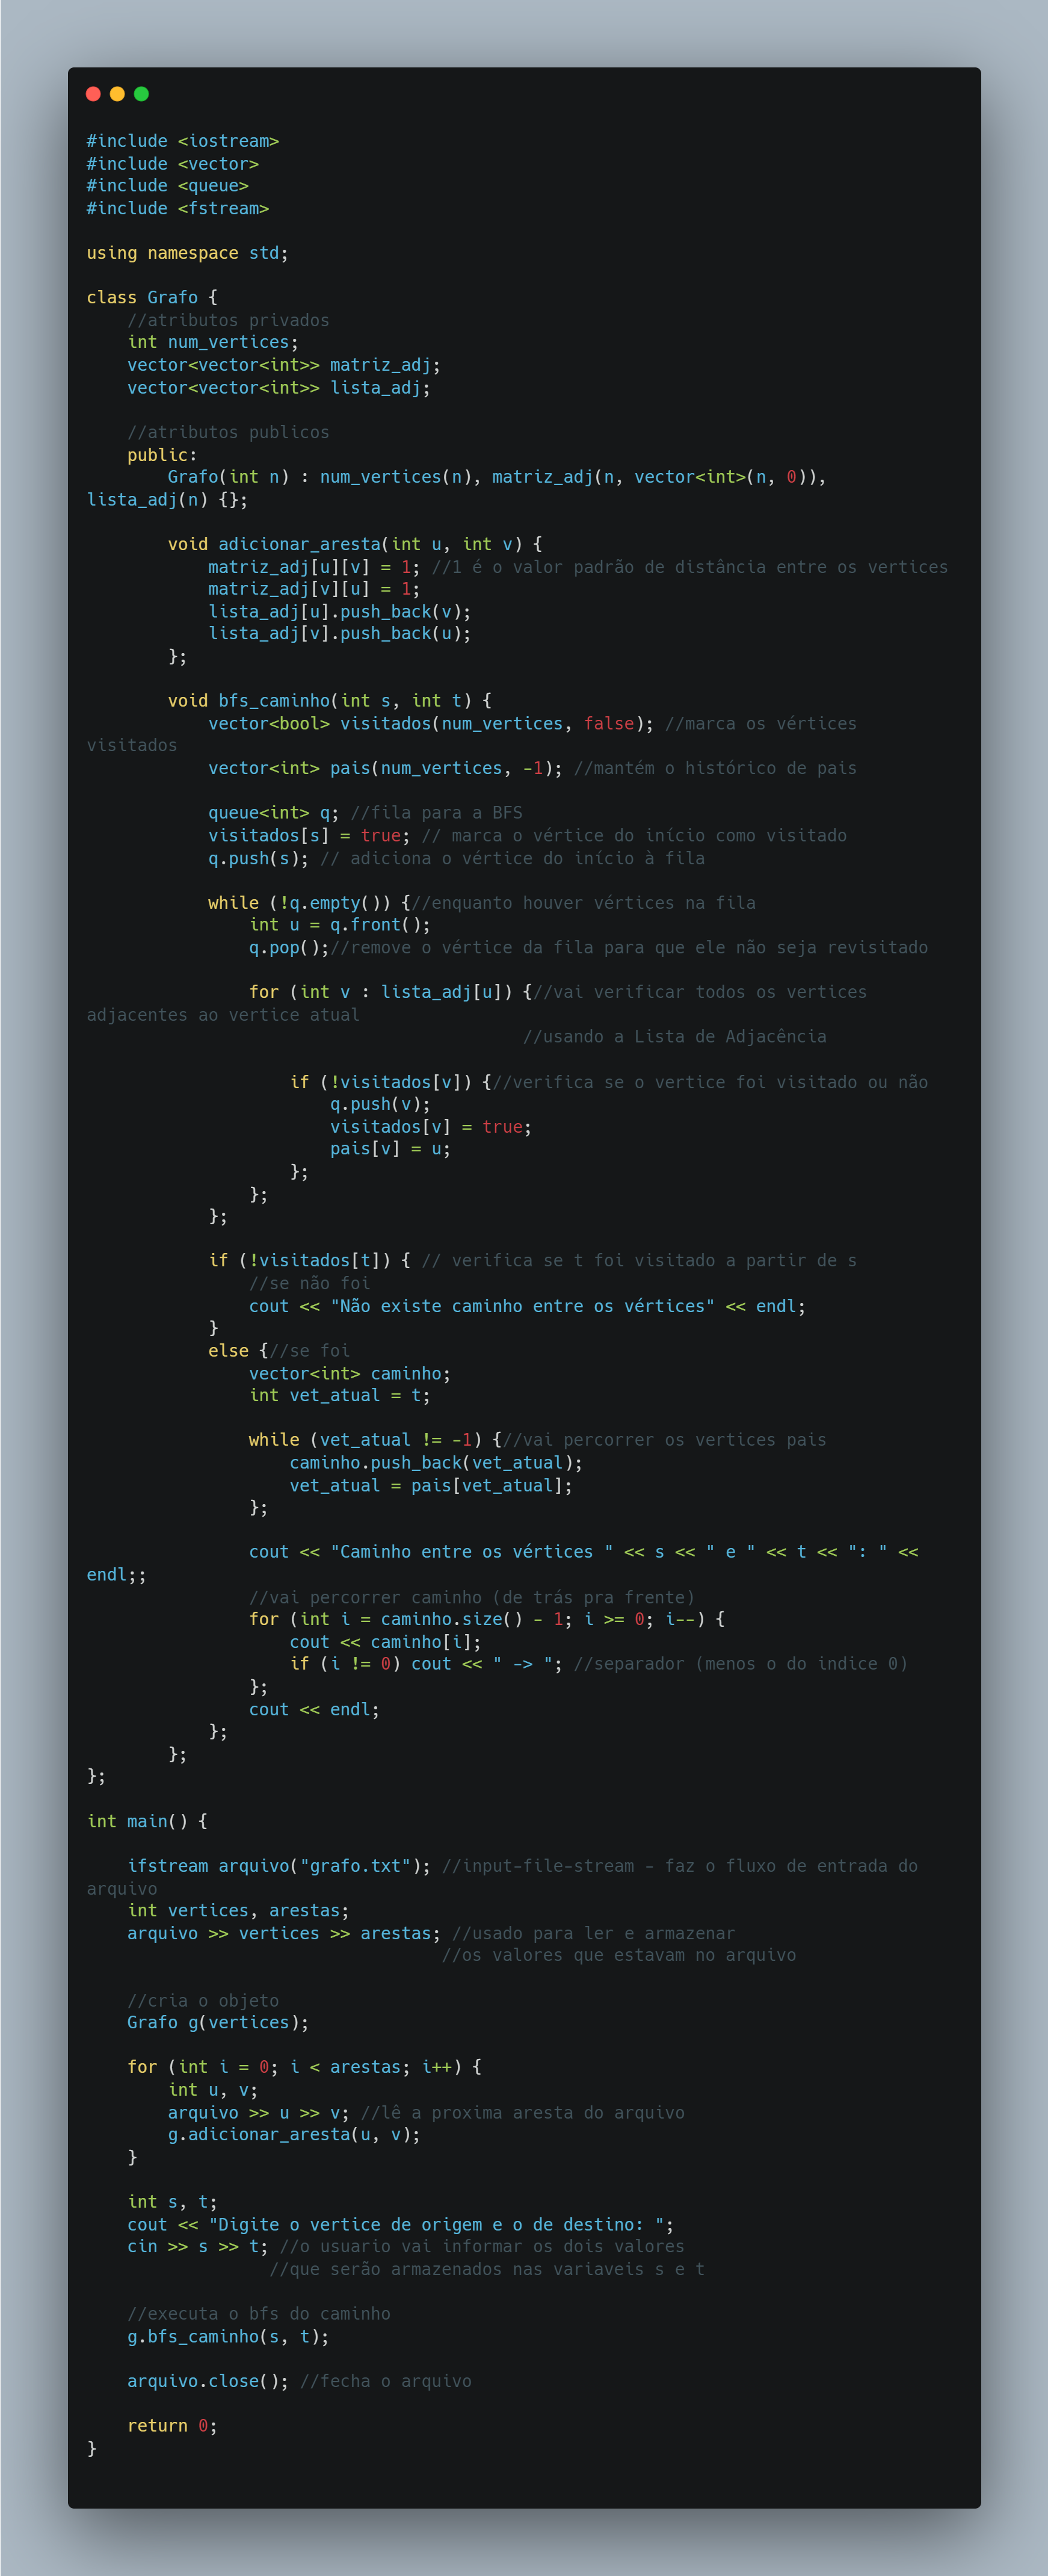 #include <iostream>
#include <vector>
#include <queue>
#include <fstream>

using namespace std;

class Grafo {
    //atributos privados
    int num_vertices;
    vector<vector<int>> matriz_adj;
    vector<vector<int>> lista_adj;

    //atributos publicos
    public:
        Grafo(int n) : num_vertices(n), matriz_adj(n, vector<int>(n, 0)),
lista_adj(n) {};

        void adicionar_aresta(int u, int v) {
            matriz_adj[u][v] = 1; //1 é o valor padrão de distância entre os vertices
            matriz_adj[v][u] = 1;
            lista_adj[u].push_back(v);
            lista_adj[v].push_back(u);
        };

        void bfs_caminho(int s, int t) {
            vector<bool> visitados(num_vertices, false); //marca os vértices
visitados
            vector<int> pais(num_vertices, -1); //mantém o histórico de pais

            queue<int> q; //fila para a BFS
            visitados[s] = true; // marca o vértice do início como visitado
            q.push(s); // adiciona o vértice do início à fila

            while (!q.empty()) {//enquanto houver vértices na fila
                int u = q.front();
                q.pop();//remove o vértice da fila para que ele não seja revisitado

                for (int v : lista_adj[u]) {//vai verificar todos os vertices
adjacentes ao vertice atual
                                           //usando a Lista de Adjacência

                    if (!visitados[v]) {//verifica se o vertice foi visitado ou não
                        q.push(v);
                        visitados[v] = true;
                        pais[v] = u;
                    };
                };
            };

            if (!visitados[t]) { // verifica se t foi visitado a partir de s
                //se não foi
                cout << "Não existe caminho entre os vértices" << endl;
            }
            else {//se foi
                vector<int> caminho;
                int vet_atual = t;

                while (vet_atual != -1) {//vai percorrer os vertices pais
                    caminho.push_back(vet_atual);
                    vet_atual = pais[vet_atual];
                };

                cout << "Caminho entre os vértices " << s << " e " << t << ": " <<
endl;;
                //vai percorrer caminho (de trás pra frente)
                for (int i = caminho.size() - 1; i >= 0; i--) {
                    cout << caminho[i];
                    if (i != 0) cout << " -> "; //separador (menos o do indice 0)
                };
                cout << endl;
            };
        };
};

int main() {

    ifstream arquivo("grafo.txt"); //input-file-stream - faz o fluxo de entrada do
arquivo
    int vertices, arestas;
    arquivo >> vertices >> arestas; //usado para ler e armazenar
                                   //os valores que estavam no arquivo

    //cria o objeto
    Grafo g(vertices);

    for (int i = 0; i < arestas; i++) {
        int u, v;
        arquivo >> u >> v; //lê a proxima aresta do arquivo
        g.adicionar_aresta(u, v);
    }

    int s, t;
    cout << "Digite o vertice de origem e o de destino: ";
    cin >> s >> t; //o usuario vai informar os dois valores
                  //que serão armazenados nas variaveis s e t

    //executa o bfs do caminho
    g.bfs_caminho(s, t);

    arquivo.close(); //fecha o arquivo

    return 0;
}